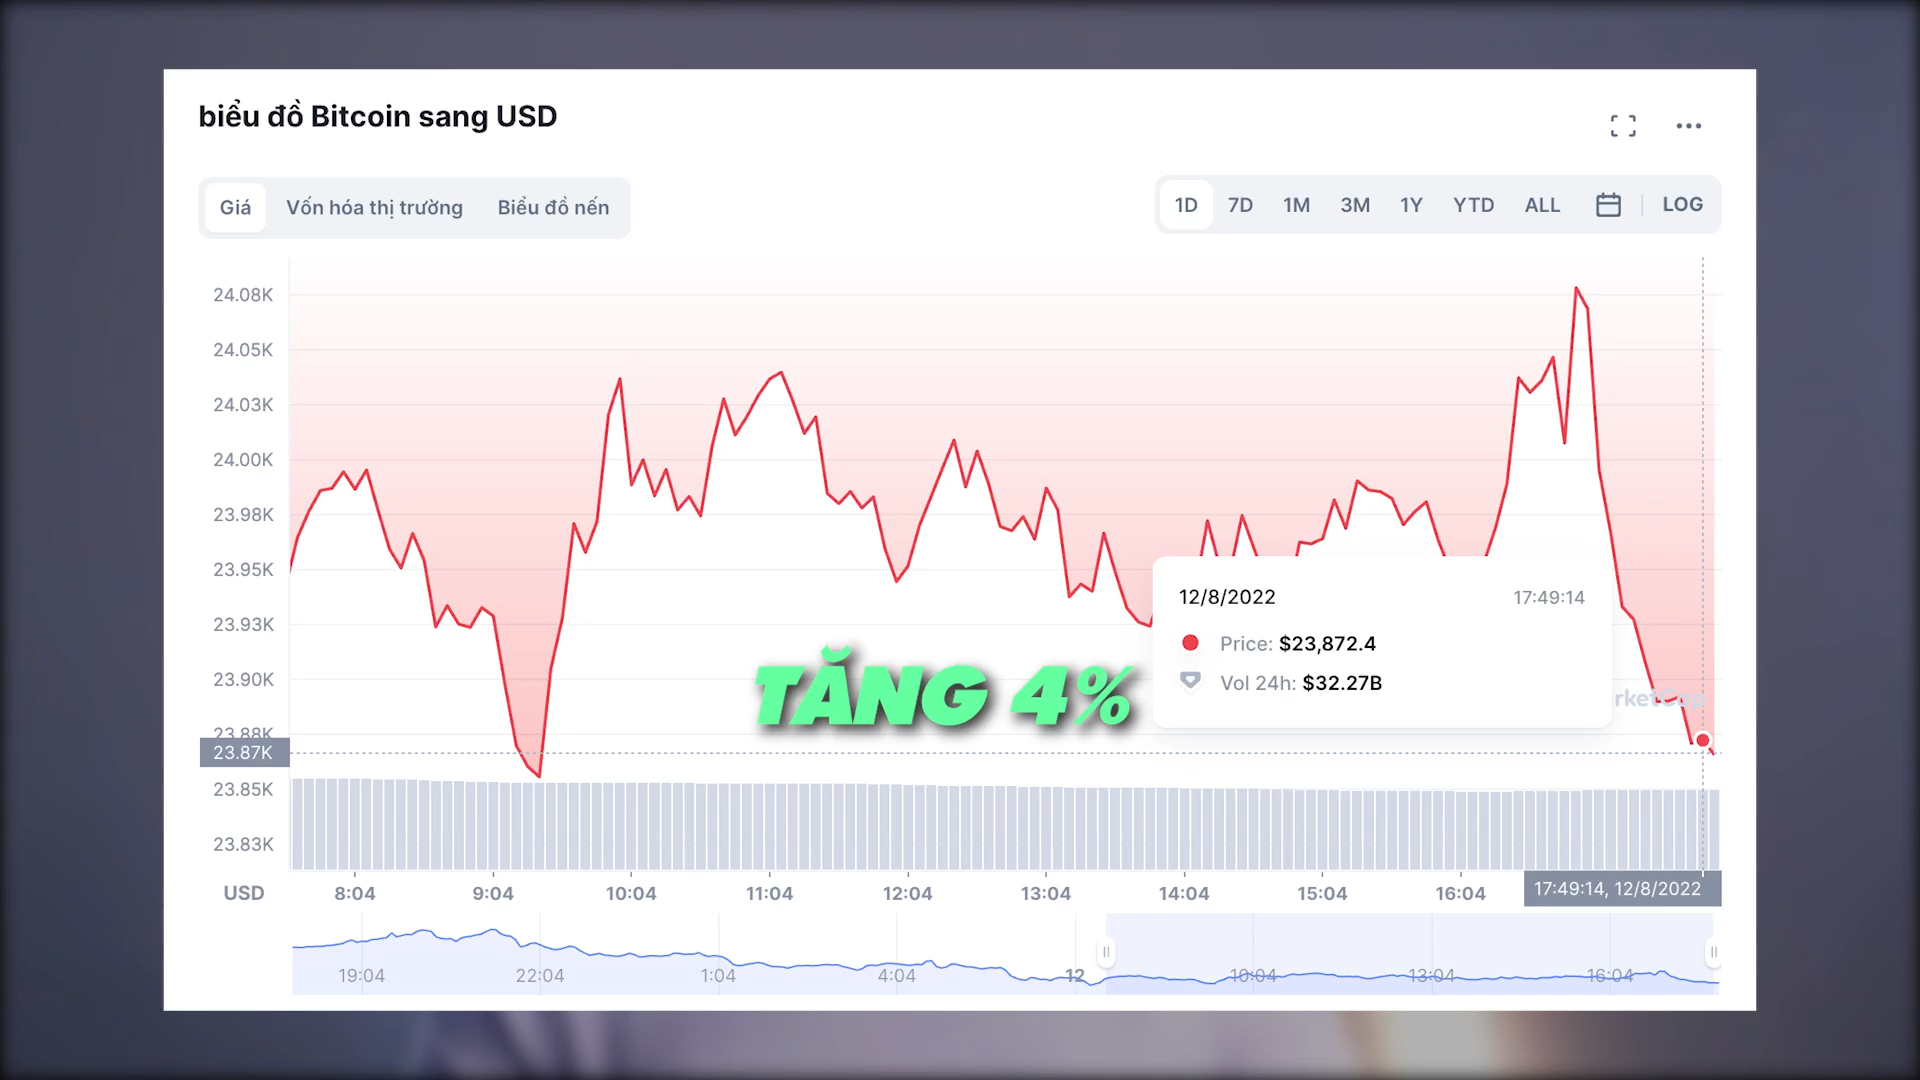 biểu đồ Bitcoin sang USD
Giá Vốn hóa thị trường Biểu đồ nến
1D 7D 1M 3M 1Y YTD ALL LOG
24.08K
24.05K
24.03K
24.00K
23.98K
23.95K
23.93K
23.90K
23.88K
23.87K
23.85K
23.83K
12/8/2022 17:49:14
Price: $23,872.4
Vol 24h: $32.27B
rketCap
TĂNG 4%
USD 8:04 9:04 10:04 11:04 12:04 13:04 14:04 15:04 16:04 17:49:14, 12/8/2022
19:04 22:04 1:04 4:04 12 10:04 13:04 16:04